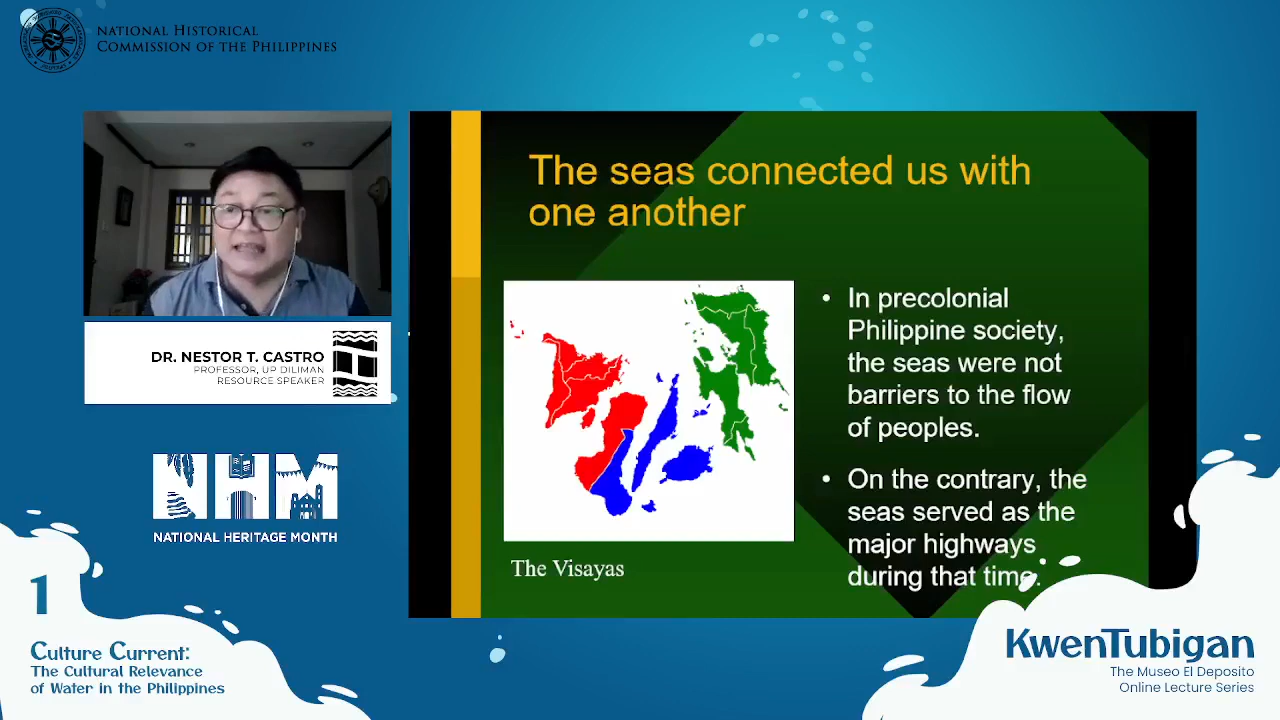 NATIONAL HISTORICAL
COMMISSION OF THE PHILIPPINES
The seas connected us with
one another
• In precolonial
Philippine society,
the seas were not
barriers to the flow
of peoples.
• On the contrary, the
seas served as the
major highways
during that time.
The Visayas
DR. NESTOR T. CASTRO
PROFESSOR, UP DILIMAN
RESOURCE SPEAKER
NHM
NATIONAL HERITAGE MONTH
1
Culture Current:
The Cultural Relevance
of Water in the Philippines
KwenTubigan
The Museo El Deposito
Online Lecture Series